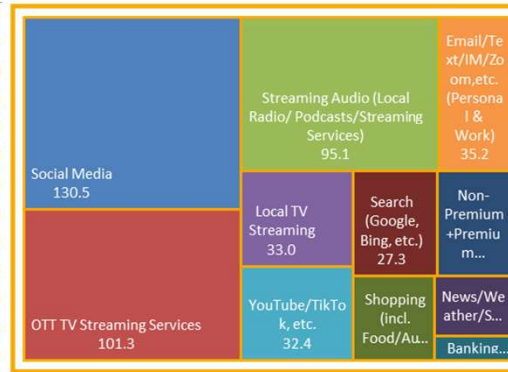 Social Media
130.5
OTT TV Streaming Services
101.3
Streaming Audio (Local
Radio/ Podcasts/Streaming
Services)
95.1
Email/Te
xt/IM/Zo
om,etc.
(Persona
l &
Work)
35.2
Local TV
Streaming
33.0
YouTube/TikTo
k, etc.
32.4
Search
(Google,
Bing, etc.)
27.3
Shopping
(incl.
Food/Au...
Non-
Premium
+Premium
m...
News/We
ather/S...
Banking...